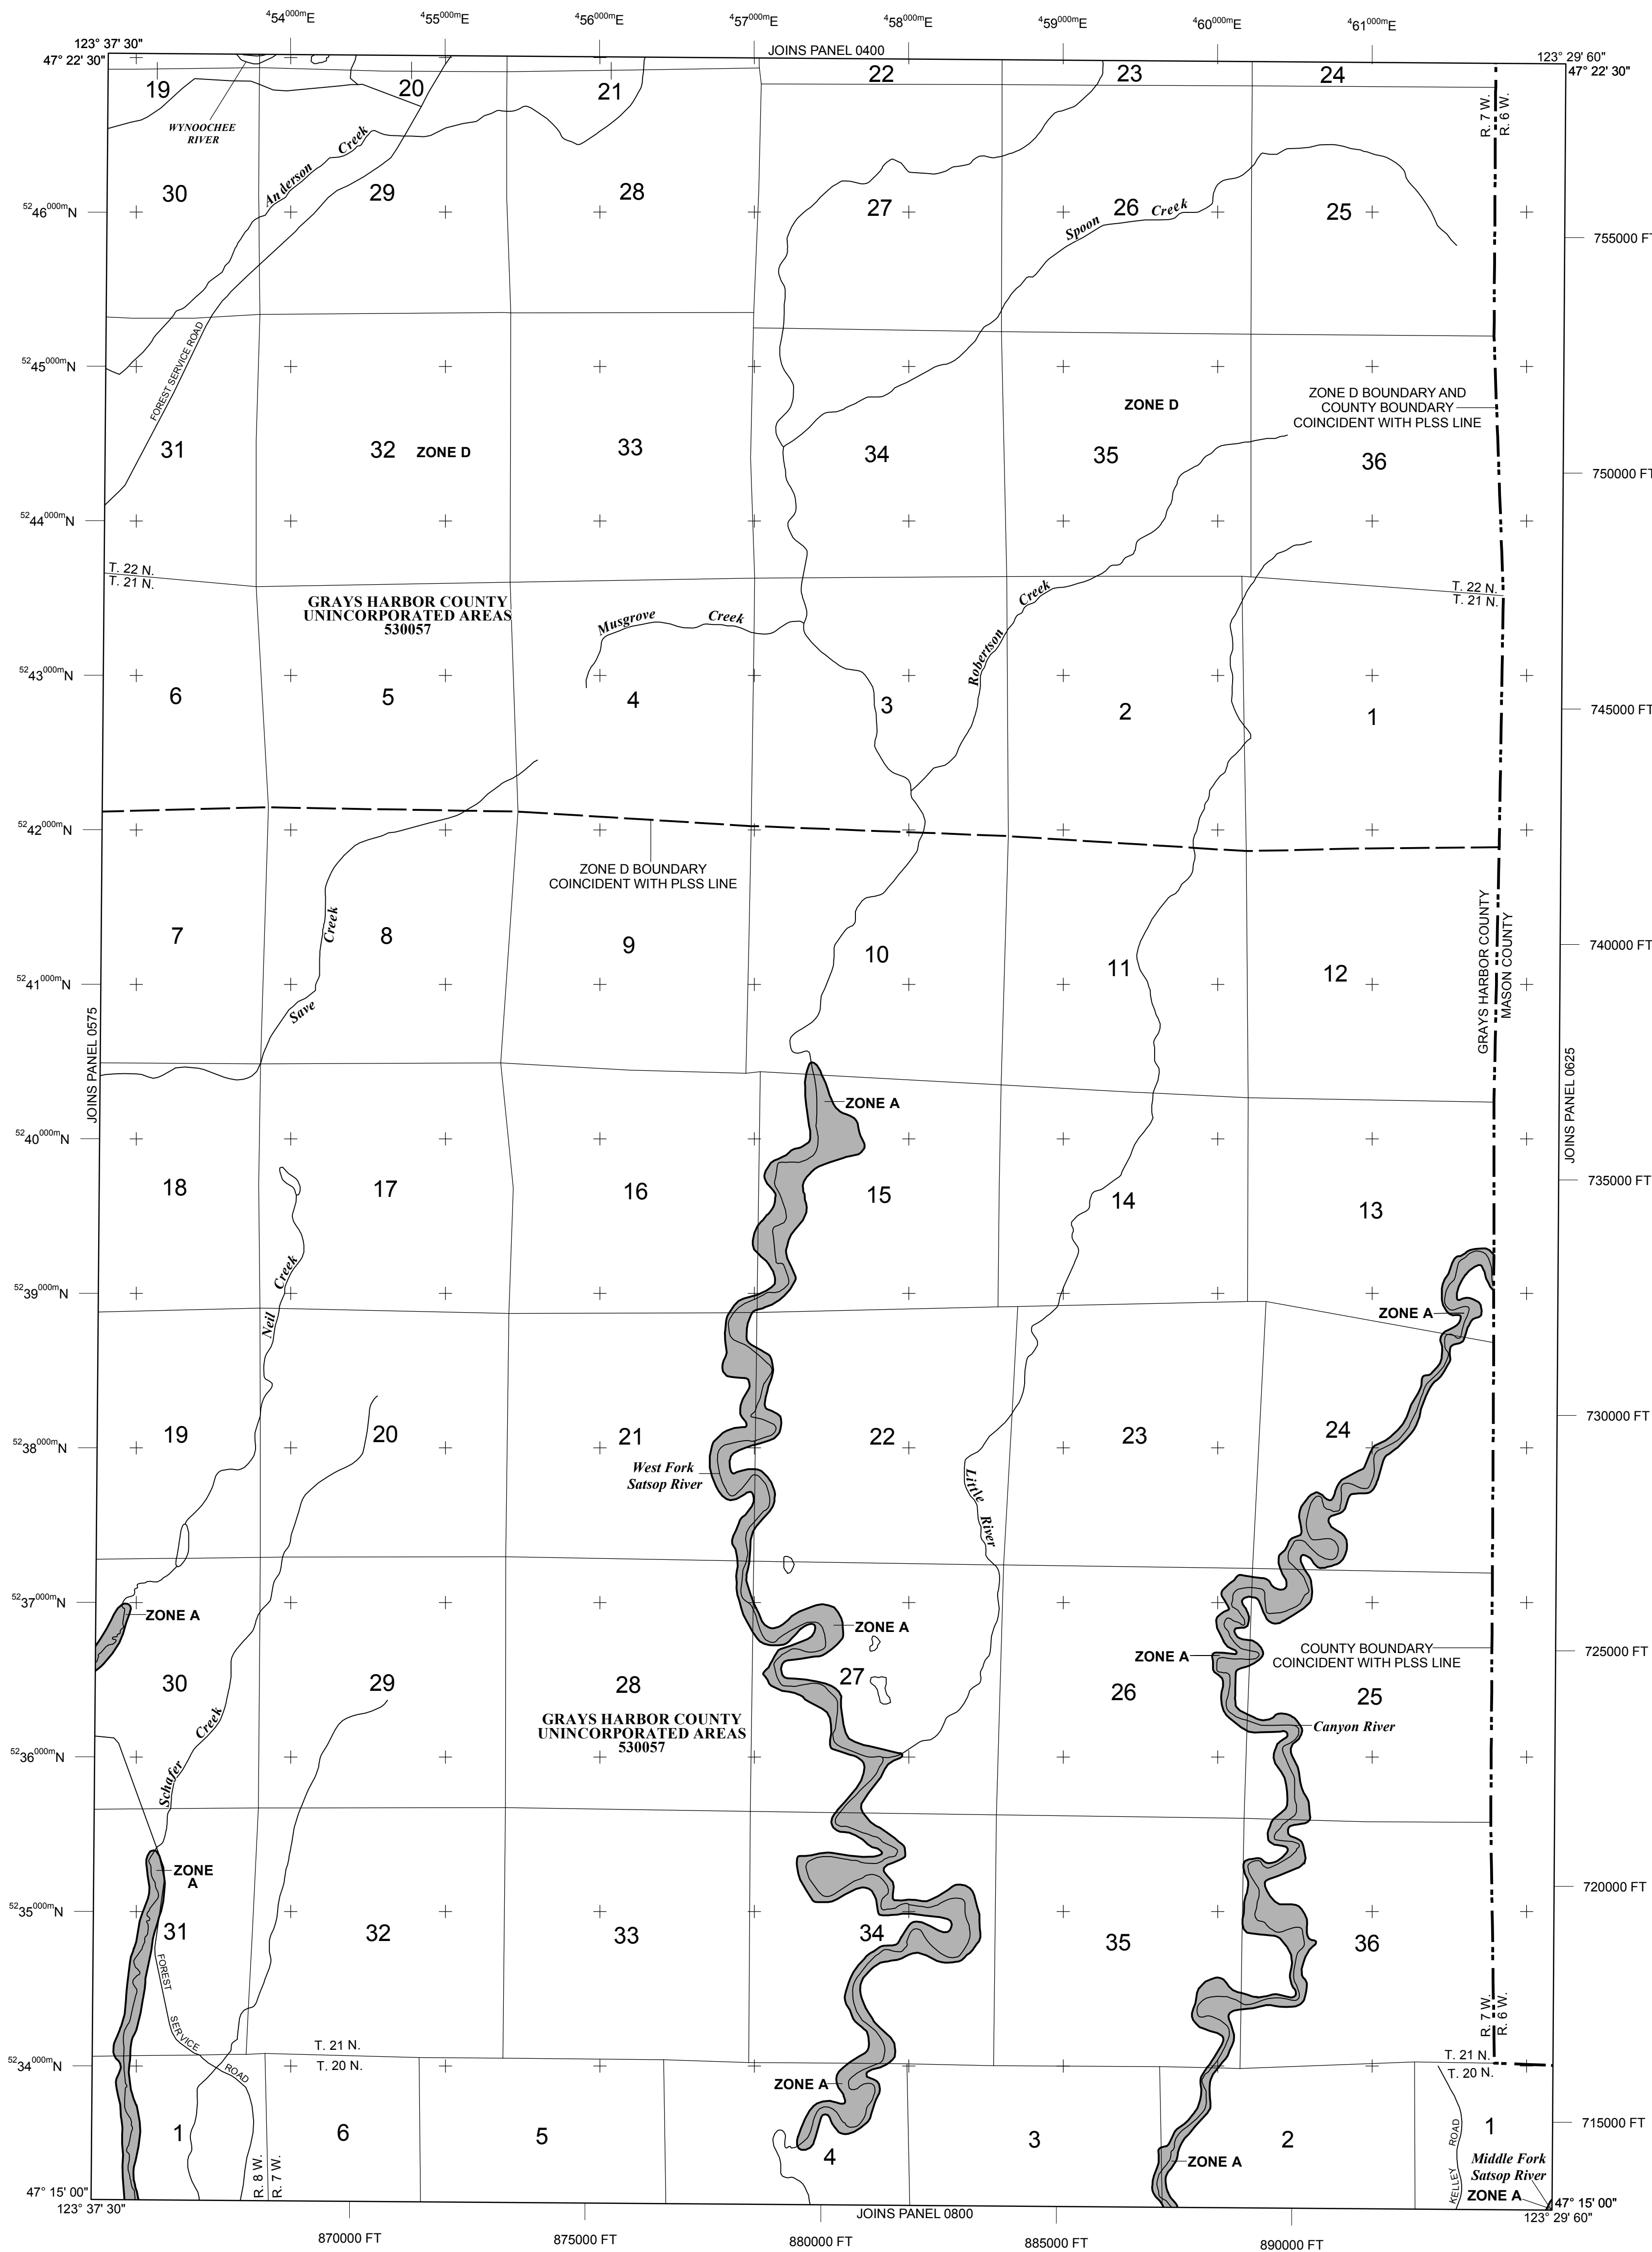 454000mE 455000mE 456000mE 457000mE 458000mE 459000mE 460000mE 461000mE
123° 37' 30" JOINS PANEL 0400 123° 29' 60"
47° 22' 30" 47° 22' 30"
22 23 24
19 20 21
WYNOOCHEE
RIVER
R. 7 W. R. 6 W.
Anderson Creek
30 29 28 27 26 25
Spoon Creek
5246000mN
755000 FT
FOREST SERVICE ROAD
5245000mN
ZONE D
ZONE D BOUNDARY AND
COUNTY BOUNDARY
COINCIDENT WITH PLSS LINE
31 32 ZONE D 33 34 35 36
750000 FT
5244000mN
T. 22 N.
T. 21 N.
T. 22 N.
T. 21 N.
GRAYS HARBOR COUNTY
UNINCORPORATED AREAS
530057
Musgrove Creek
Robertson Creek
5243000mN
6 5 4 3 2 1
745000 FT
5242000mN
ZONE D BOUNDARY
COINCIDENT WITH PLSS LINE
GRAYS HARBOR COUNTY
MASON COUNTY
7 8 9 10 11 12
740000 FT
Save Creek
5241000mN
JOINS PANEL 0575
JOINS PANEL 0625
ZONE A
5240000mN
18 17 16 15 14 13
735000 FT
Neil Creek
5239000mN
ZONE A
19 20 21 22 23 24
730000 FT
5238000mN
West Fork
Satsop River
Little River
5237000mN
ZONE A
ZONE A
ZONE A
COUNTY BOUNDARY
COINCIDENT WITH PLSS LINE
725000 FT
30 29 28 27 26 25
Schafer Creek
GRAYS HARBOR COUNTY
UNINCORPORATED AREAS
530057
Canyon River
5236000mN
ZONE
A
720000 FT
5235000mN
31 32 33 34 35 36
FOREST SERVICE ROAD
R. 7 W. R. 6 W.
T. 21 N.
T. 20 N.
T. 21 N.
T. 20 N.
5234000mN
ZONE A
715000 FT
1 6 5 4 3 2 1
R. 8 W. R. 7 W.
KELLEY ROAD
ZONE A
Middle Fork
Satsop River
ZONE A
47° 15' 00" 47° 15' 00"
123° 37' 30" JOINS PANEL 0800 123° 29' 60"
870000 FT 875000 FT 880000 FT 885000 FT 890000 FT